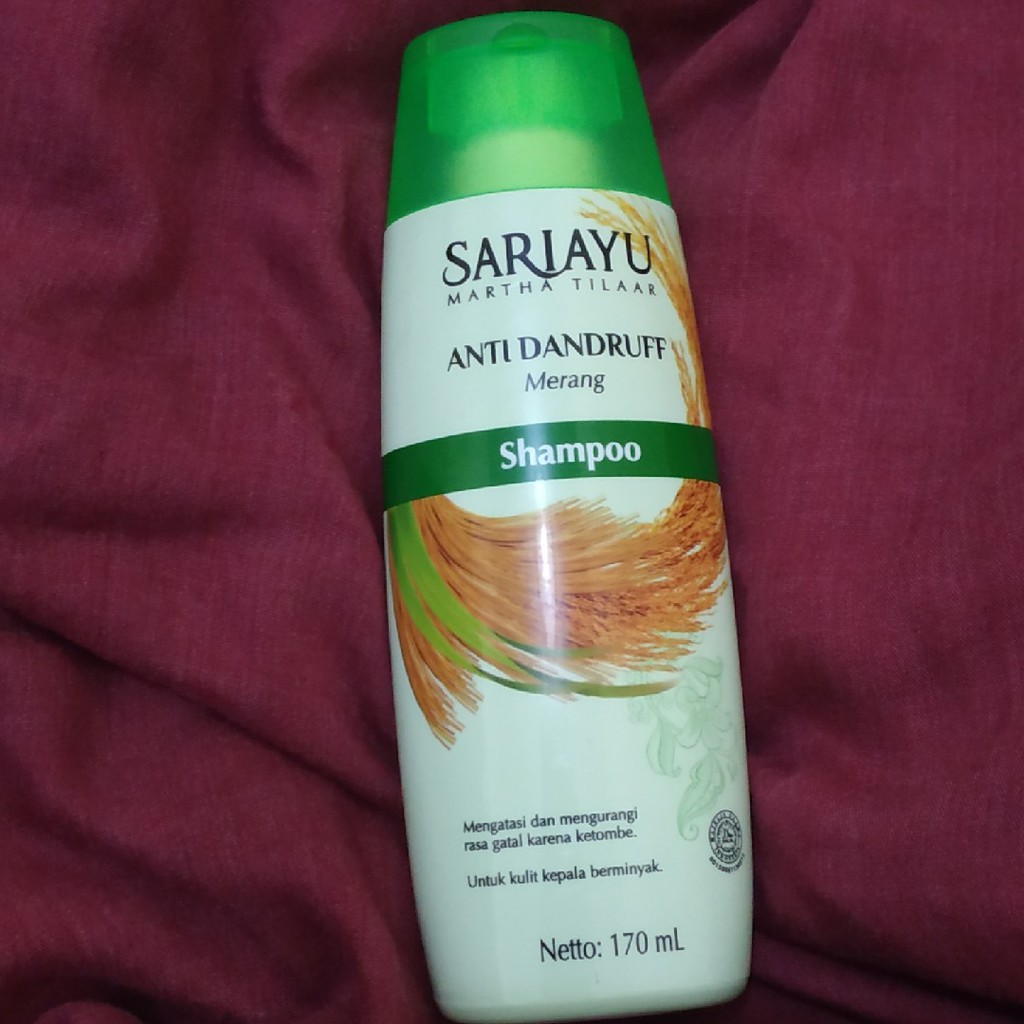 SARIAYU
MARTHA TILAAR
ANTI DANDRUFF
Merang
Shampoo
Mengatasi dan mengurangi
rasa gatal karena ketombe.
Untuk kulit kepala berminyak.
Netto: 170 mL